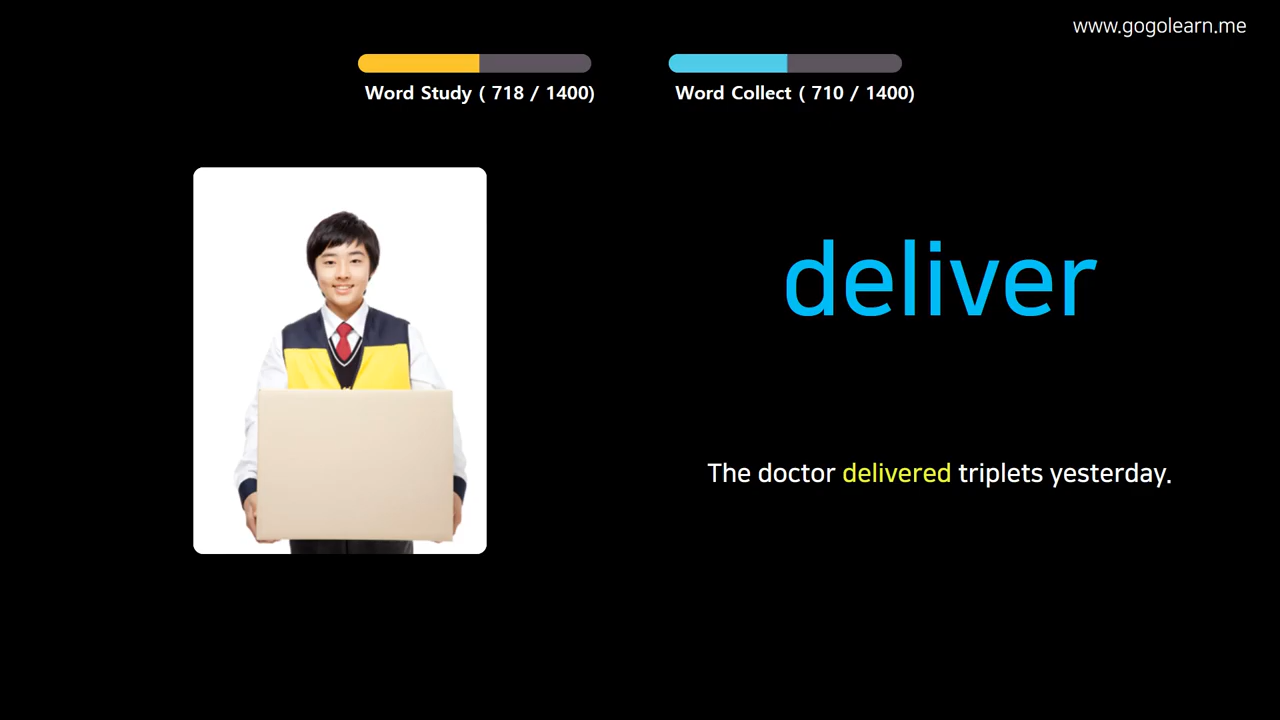 www.gogolearn.me
Word Study ( 718 / 1400)
Word Collect ( 710 / 1400)
deliver
The doctor delivered triplets yesterday.